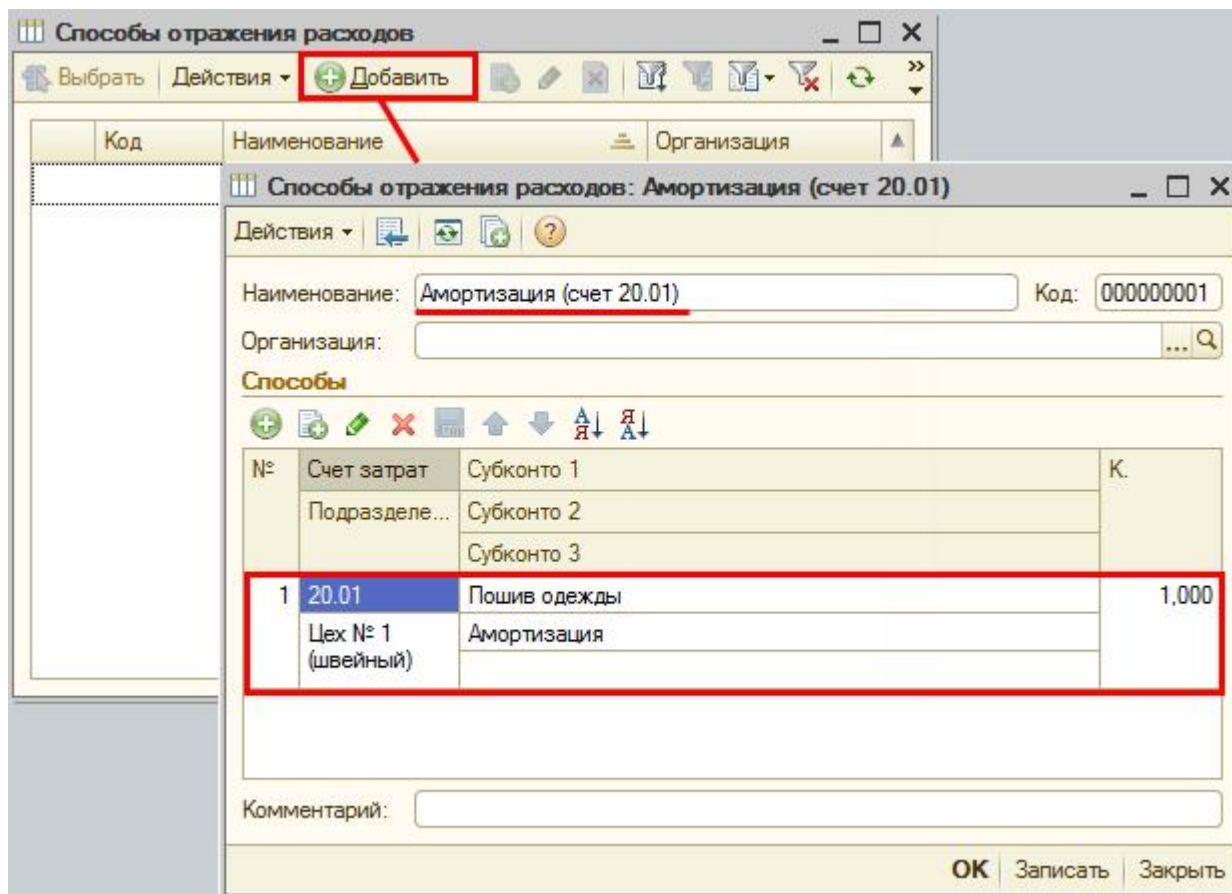 Способы отражения расходов
Выбрать Действия Добавить
Код Наименование Организация
Способы отражения расходов: Амортизация (счет 20.01)
Действия
Наименование: Амортизация (счет 20.01) Код: 000000001
Организация: ...
Способы
№ Счет затрат Субконто 1 К.
Подразделе... Субконто 2
Субконто 3
1 20.01 Пошив одежды 1,000
Цех № 1 Амортизация
(швейный)
Комментарий:
OK Записать Закрыть